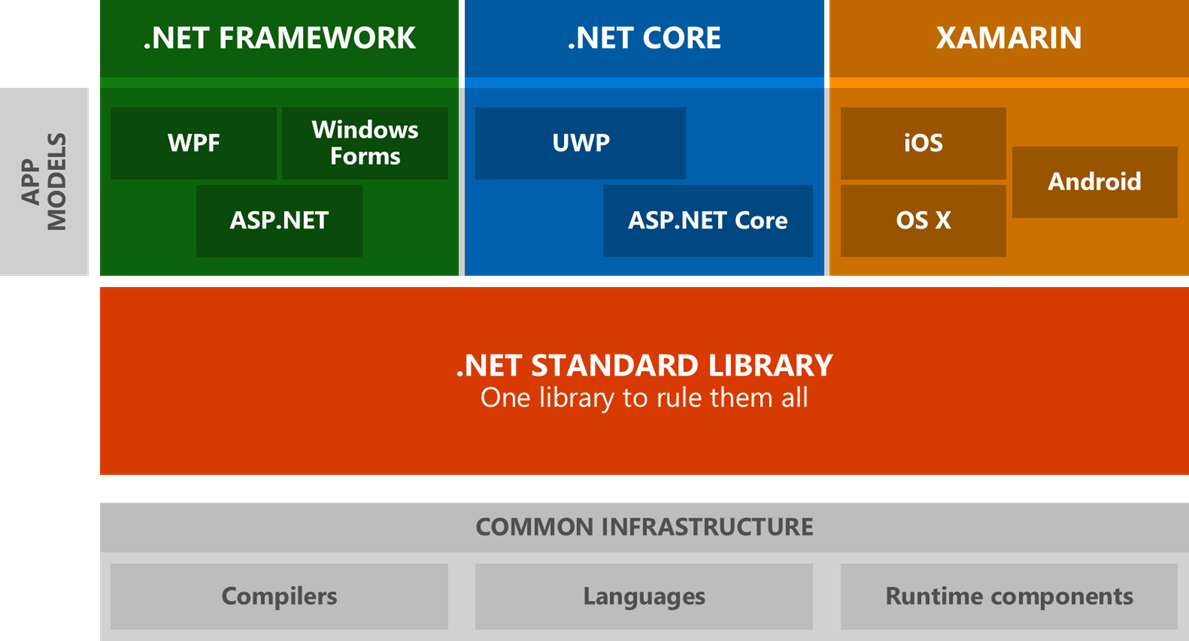 .NET FRAMEWORK
.NET CORE
XAMARIN
APP
MODELS
WPF
Windows
Forms
ASP.NET
UWP
ASP.NET Core
iOS
Android
OS X
.NET STANDARD LIBRARY
One library to rule them all
COMMON INFRASTRUCTURE
Compilers
Languages
Runtime components